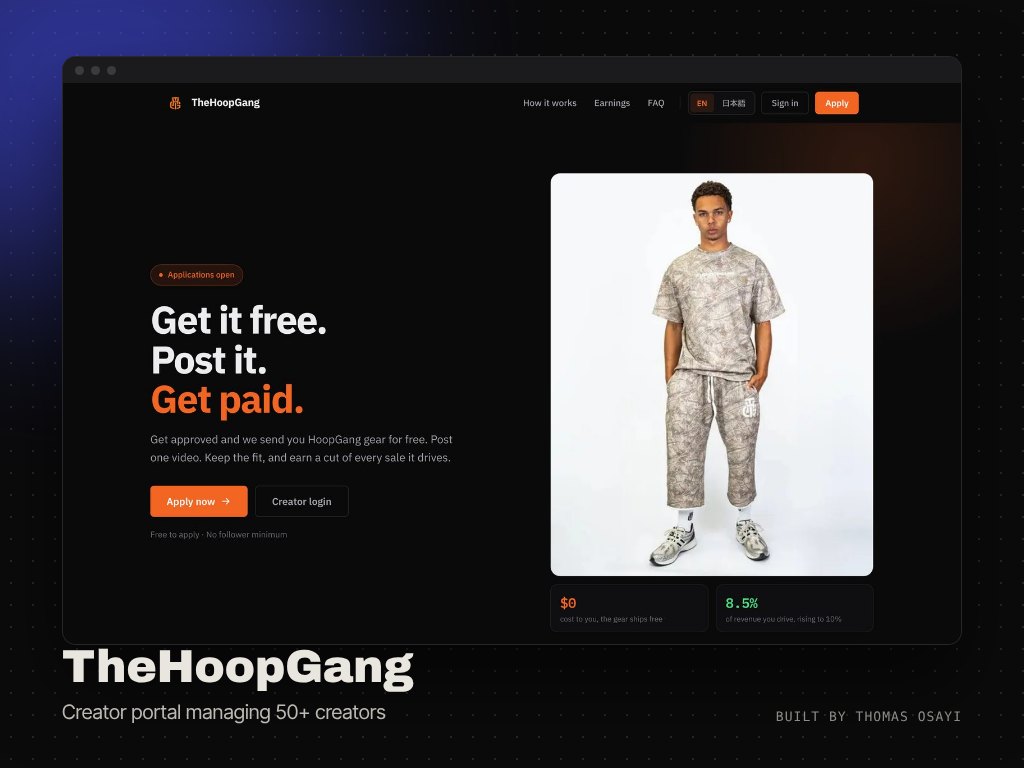 TheHoopGang
How it works
Earnings
FAQ
EN
日本語
Sign in
Apply
Applications open
Get it free.
Post it.
Get paid.
Get approved and we send you HoopGang gear for free. Post
one video. Keep the fit, and earn a cut of every sale it drives.
Apply now →
Creator login
Free to apply · No follower minimum
$0
cost to you, the gear ships free
8.5%
of revenue you drive, rising to 10%
TheHoopGang
Creator portal managing 50+ creators
BUILT BY THOMAS OSAYI